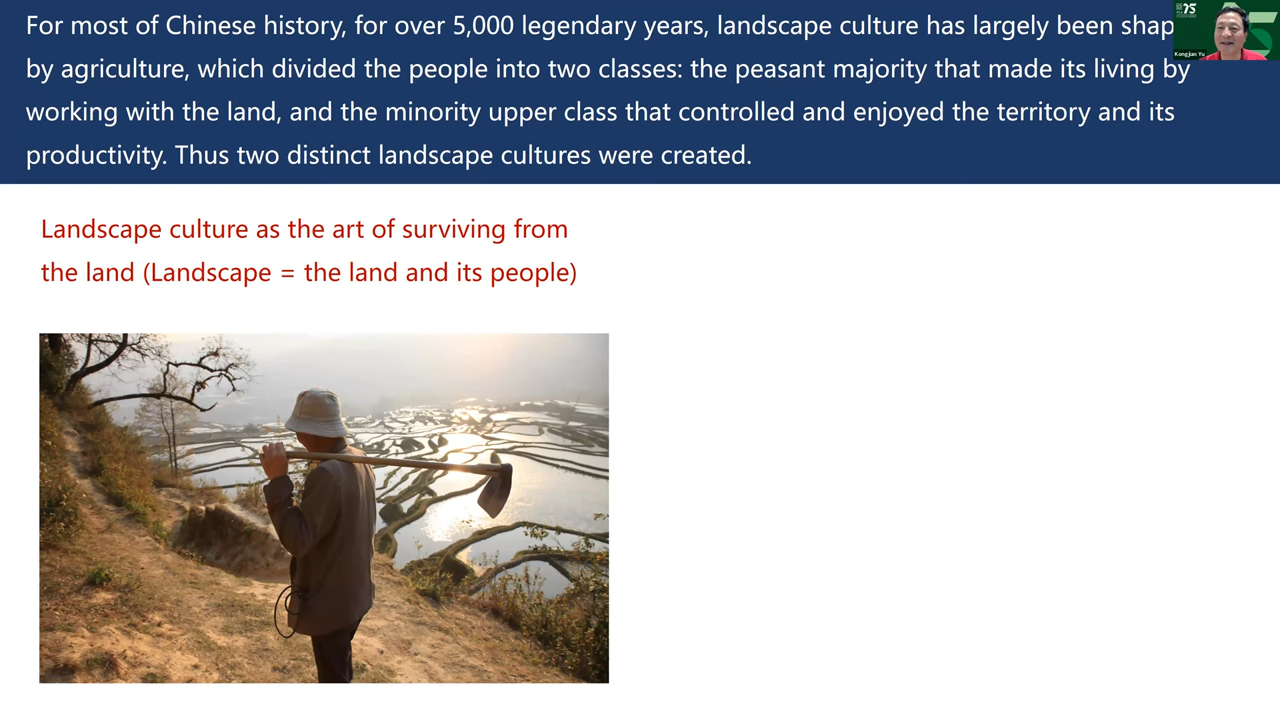 For most of Chinese history, for over 5,000 legendary years, landscape culture has largely been shap
by agriculture, which divided the people into two classes: the peasant majority that made its living by
working with the land, and the minority upper class that controlled and enjoyed the territory and its
productivity. Thus two distinct landscape cultures were created.
Landscape culture as the art of surviving from
the land (Landscape = the land and its people)
75
Kongjian Yu